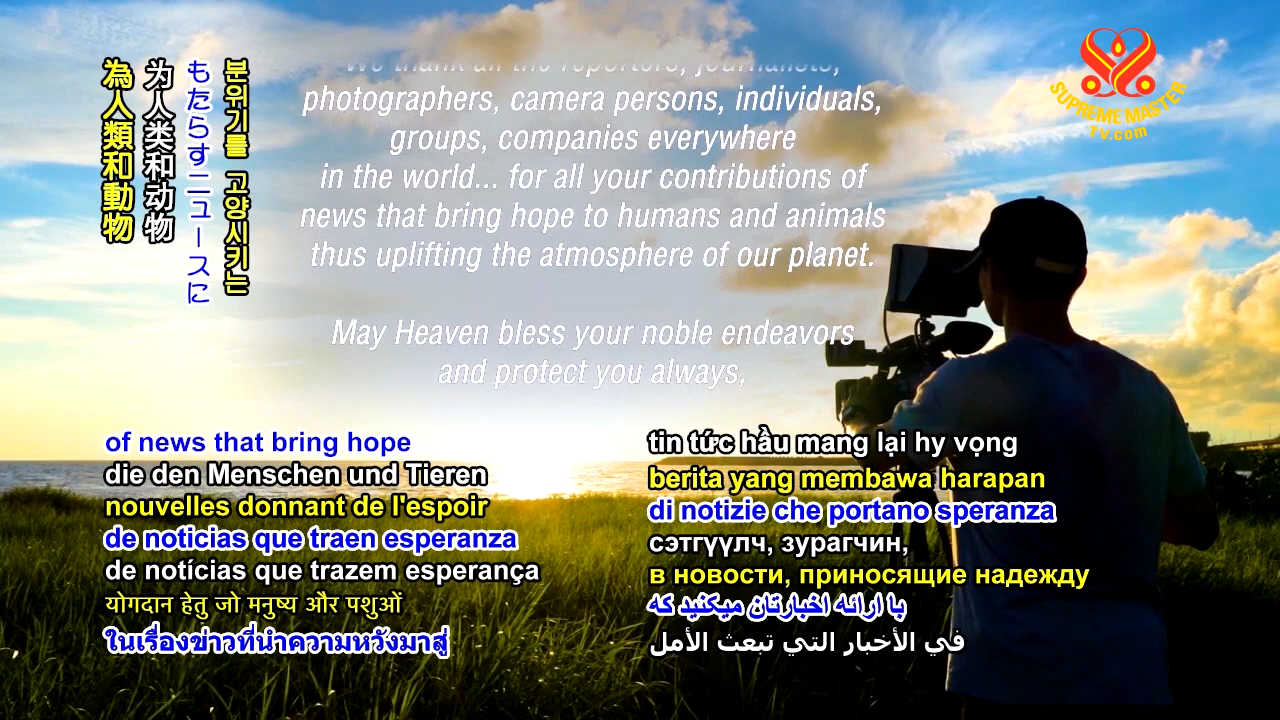 為人類和動物
为人类和动物
もたらすニュースに
분위기를 고양시키는
We thank all the reporters, journalists,
photographers, camera persons, individuals,
groups, companies everywhere
in the world... for all your contributions of
news that bring hope to humans and animals
thus uplifting the atmosphere of our planet.
May Heaven bless your noble endeavors
and protect you always,
SUPREME MASTER
TV.com
of news that bring hope
die den Menschen und Tieren
nouvelles donnant de l'espoir
de noticias que traen esperanza
de notícias que trazem esperança
योगदान हेतु जो मनुष्य और पशुओं
ในเรื่องข่าวที่นำความหวังมาสู่
tin tức hầu mang lại hy vọng
berita yang membawa harapan
di notizie che portano speranza
сэтгүүлч, зурагчин,
в новости, приносящие надежду
با ارائه اخبارتان میکنید که
في الأخبار التي تبعث الأمل